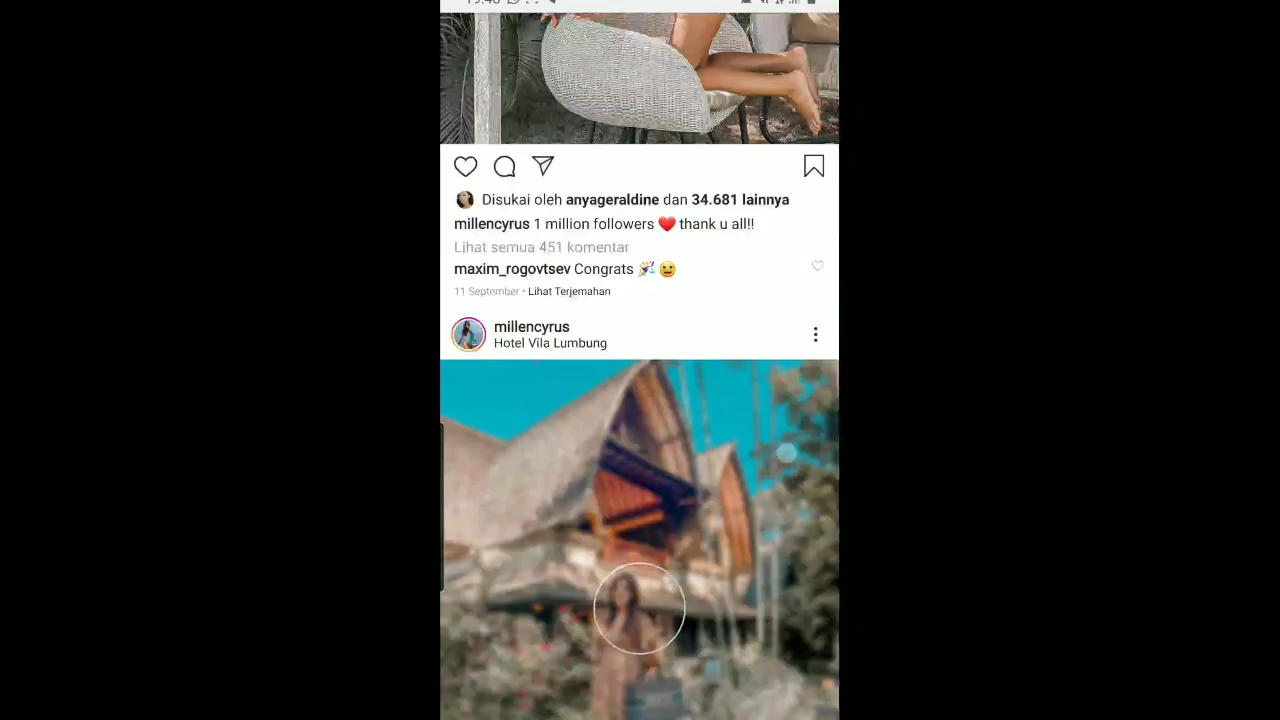 Disukai oleh anyageraldine dan 34.681 lainnya
millencyrus 1 million followers ❤️ thank u all!!
Lihat semua 451 komentar
maxim_rogovtsev Congrats 🎉 😆
11 September • Lihat Terjemahan
millencyrus
Hotel Vila Lumbung